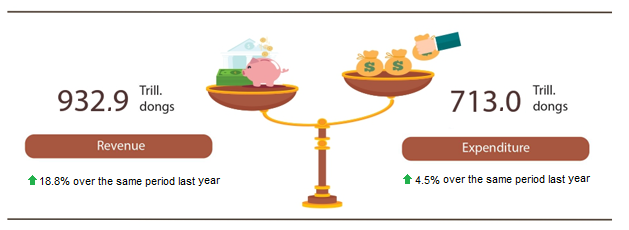 932.9 Trill.
dongs
Revenue
18.8% over the same period last year
$ $
713.0 Trill.
dongs
Expenditure
4.5% over the same period last year